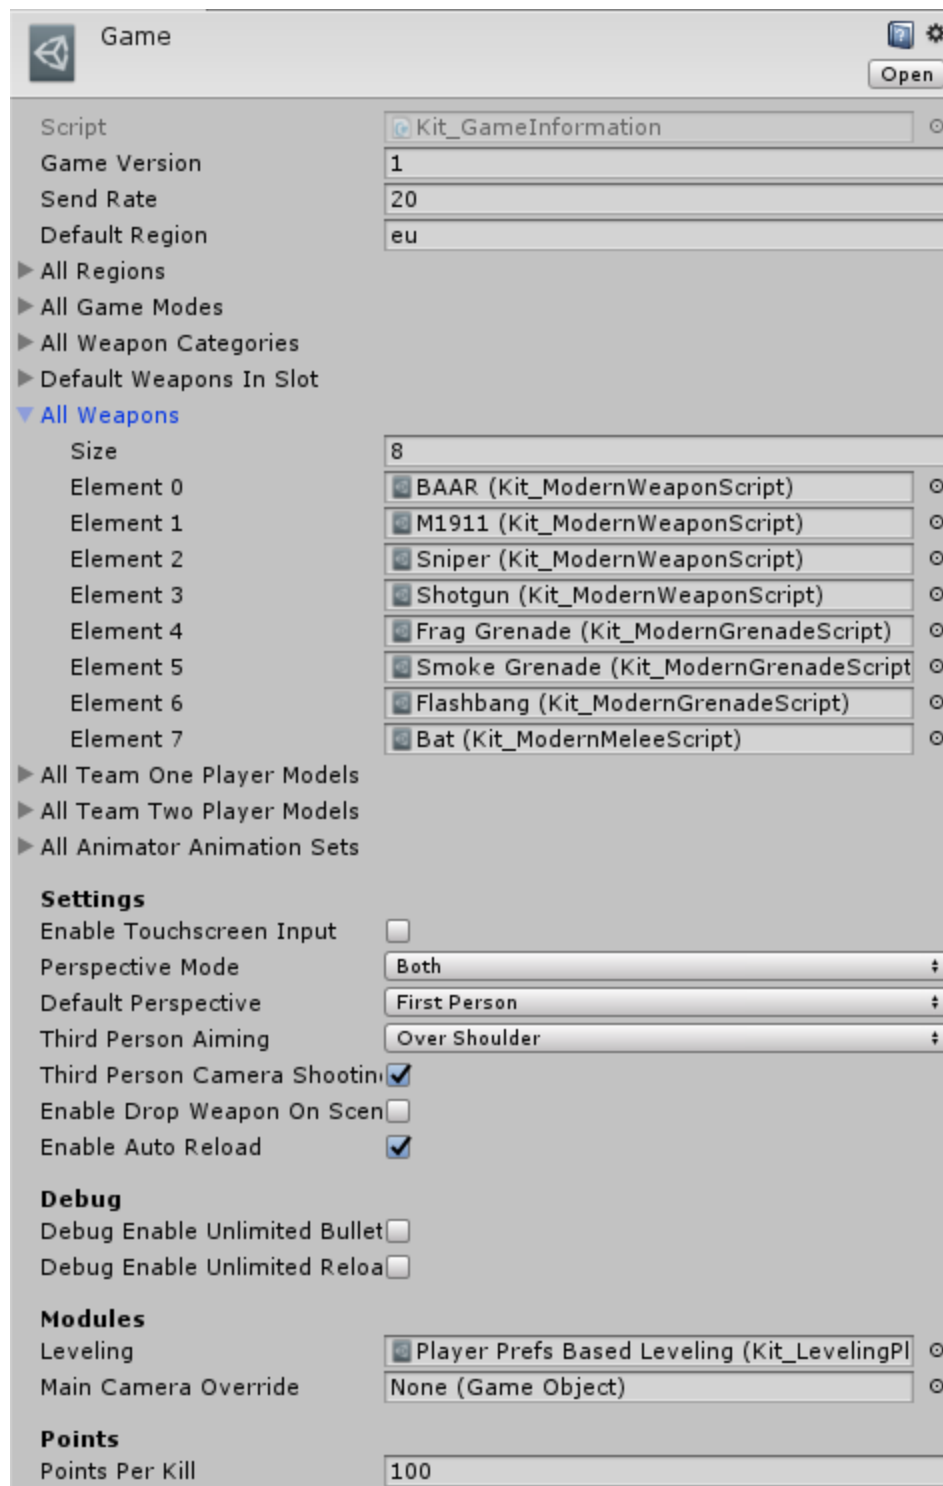 Game
Open
Script Kit_GameInformation
Game Version 1
Send Rate 20
Default Region eu
All Regions
All Game Modes
All Weapon Categories
Default Weapons In Slot
All Weapons
Size 8
Element 0 BAAR (Kit_ModernWeaponScript)
Element 1 M1911 (Kit_ModernWeaponScript)
Element 2 Sniper (Kit_ModernWeaponScript)
Element 3 Shotgun (Kit_ModernWeaponScript)
Element 4 Frag Grenade (Kit_ModernGrenadeScript)
Element 5 Smoke Grenade (Kit_ModernGrenadeScript
Element 6 Flashbang (Kit_ModernGrenadeScript)
Element 7 Bat (Kit_ModernMeleeScript)
All Team One Player Models
All Team Two Player Models
All Animator Animation Sets
Settings
Enable Touchscreen Input
Perspective Mode Both
Default Perspective First Person
Third Person Aiming Over Shoulder
Third Person Camera Shootin
Enable Drop Weapon On Scen
Enable Auto Reload
Debug
Debug Enable Unlimited Bullet
Debug Enable Unlimited Reloa
Modules
Leveling Player Prefs Based Leveling (Kit_LevelingPl
Main Camera Override None (Game Object)
Points
Points Per Kill 100